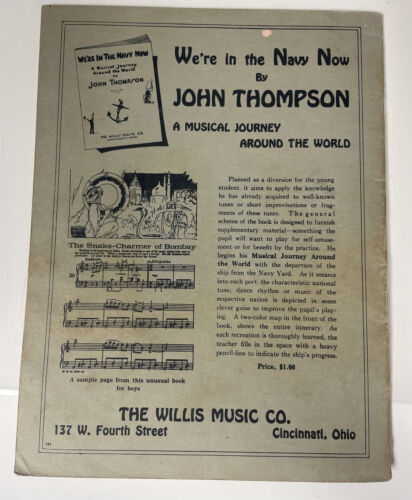 WE'RE IN THE NAVY NOW
A Musical Journey
Around the World
by
JOHN THOMPSON
THE WILLIS MUSIC CO.
We're in the Navy Now
By
JOHN THOMPSON
A MUSICAL JOURNEY
AROUND THE WORLD
The Snake-Charmer of Bombay
Planned as a diversion for the young
student, it aims to apply the knowledge
he has already acquired to well-known
tunes or short improvisations or frag-
ments of these tunes. The general
scheme of the book is designed to furnish
supplementary material—something the
pupil will want to play for self-amuse-
ment or for benefit by the practice. He
begins his Musical Journey Around
the World with the departure of the
ship from the Navy Yard. As it steams
into each port, the characteristic national
tune, dance rhythm or music of the
respective nation is depicted in some
clever guise to improve the pupil's play-
ing. A two-color map in the front of the
book, shows the entire itinerary. As
each recreation is thoroughly learned, the
teacher fills in the space with a heavy
pencil-line to indicate the ship's progress.
Price, $1.00
A sample page from this unusual book
for boys
THE WILLIS MUSIC CO.
137 W. Fourth Street
Cincinnati, Ohio